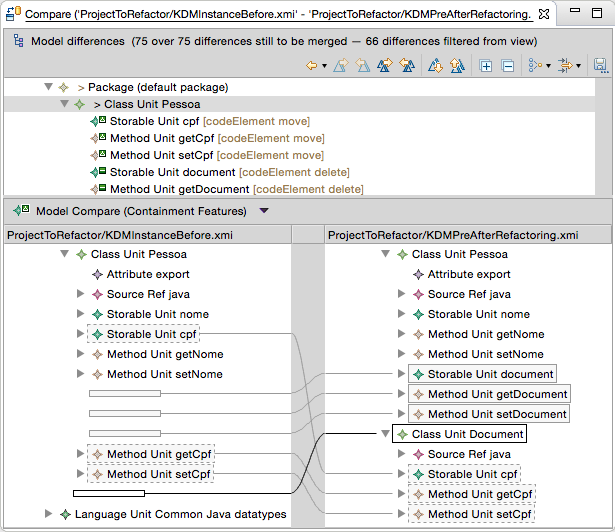 Compare ('ProjectToRefactor/KDMInstanceBefore.xmi' - 'ProjectToRefactor/KDMPreAfterRefactoring.
Model differences (75 over 75 differences still to be merged — 66 differences filtered from view)
> Package (default package)
> Class Unit Pessoa
Storable Unit cpf [codeElement move]
Method Unit getCpf [codeElement move]
Method Unit setCpf [codeElement move]
Storable Unit document [codeElement delete]
Method Unit getDocument [codeElement delete]
Model Compare (Containment Features)
ProjectToRefactor/KDMInstanceBefore.xmi
Class Unit Pessoa
Attribute export
Source Ref java
Storable Unit nome
Storable Unit cpf
Method Unit getNome
Method Unit setNome
Method Unit getCpf
Method Unit setCpf
Language Unit Common Java datatypes
ProjectToRefactor/KDMPreAfterRefactoring.xmi
Class Unit Pessoa
Attribute export
Source Ref java
Storable Unit nome
Method Unit getNome
Method Unit setNome
Storable Unit document
Method Unit getDocument
Method Unit setDocument
Class Unit Document
Source Ref java
Storable Unit cpf
Method Unit getCpf
Method Unit setCpf